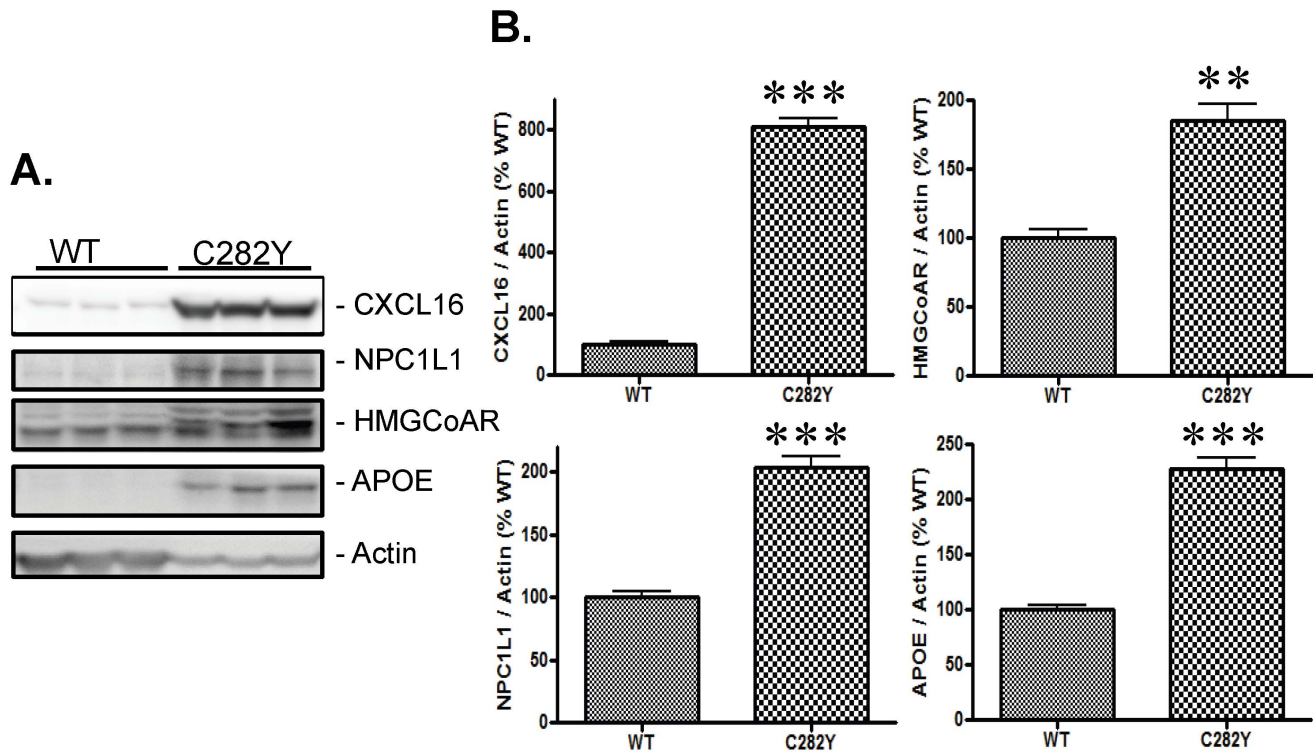 A.
WT C282Y
- CXCL16
- NPC1L1
- HMGCoAR
- APOE
- Actin
B.
CXCL16 / Actin (% WT)
800
600
400
200
0
***
WT C282Y
HMGCoAR / Actin (% WT)
200
150
100
50
0
**
WT C282Y
NPC1L1 / Actin (% WT)
200
150
100
50
0
***
WT C282Y
APOE / Actin (% WT)
250
200
150
100
50
0
***
WT C282Y